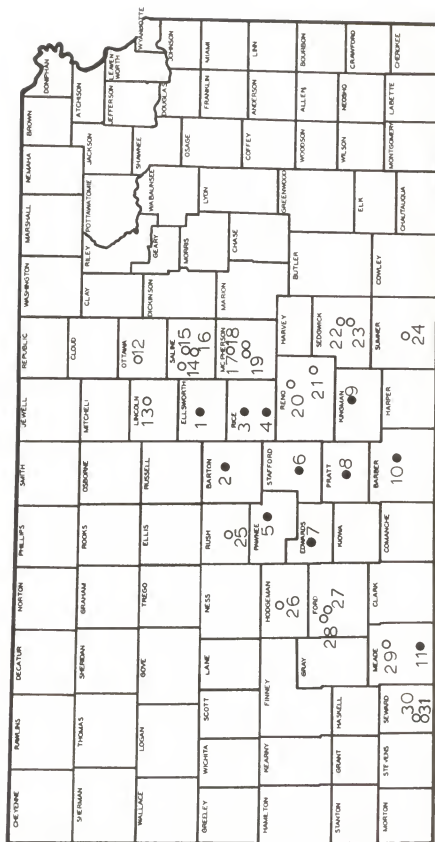 CHEYENNE
RAWLINS
DECATUR
NORTON
PHILLIPS
SMITH
JEWELL
REPUBLIC
WASHINGTON
MARSHALL
NEMAHA
BROWN
DONIPHAN
SHERMAN
THOMAS
SHERIDAN
GRAHAM
ROOKS
OSBORNE
MITCHELL
CLOUD
CLAY
RILEY
POTTAWATOMIE
JACKSON
ATCHISON
JEFFERSON
LEAVEN
WORTH
WYANDOTTE
WALLACE
LOGAN
GOVE
TREGO
ELLIS
RUSSELL
LINCOLN
13
OTTAWA
12
DICKINSON
GEARY
WABAUNSEE
SHAWNEE
DOUGLAS
JOHNSON
ELLSWORTH
1
SALINE
14
15
16
MORRIS
OSAGE
FRANKLIN
MIAMI
GREELEY
WICHITA
SCOTT
LANE
NESS
RUSH
25
BARTON
2
RICE
3
4
McPHERSON
17
18
19
MARION
CHASE
LYON
COFFEY
ANDERSON
LINN
HAMILTON
KEARNY
FINNEY
HODGEMAN
26
PAWNEE
5
STAFFORD
6
RENO
20
21
HARVEY
BUTLER
GREENWOOD
WOODSON
ALLEN
BOURBON
STANTON
GRANT
HASKELL
GRAY
FORD
28
27
EDWARDS
7
KIOWA
PRATT
8
KINGMAN
9
SEDGWICK
22
23
ELK
WILSON
NEOSHO
CRAWFORD
MORTON
STEVENS
SEWARD
30
31
MEADE
29
11
CLARK
COMANCHE
BARBER
10
HARPER
SUMNER
24
COWLEY
CHAUTAUQUA
MONTGOMERY
LABETTE
CHEROKEE